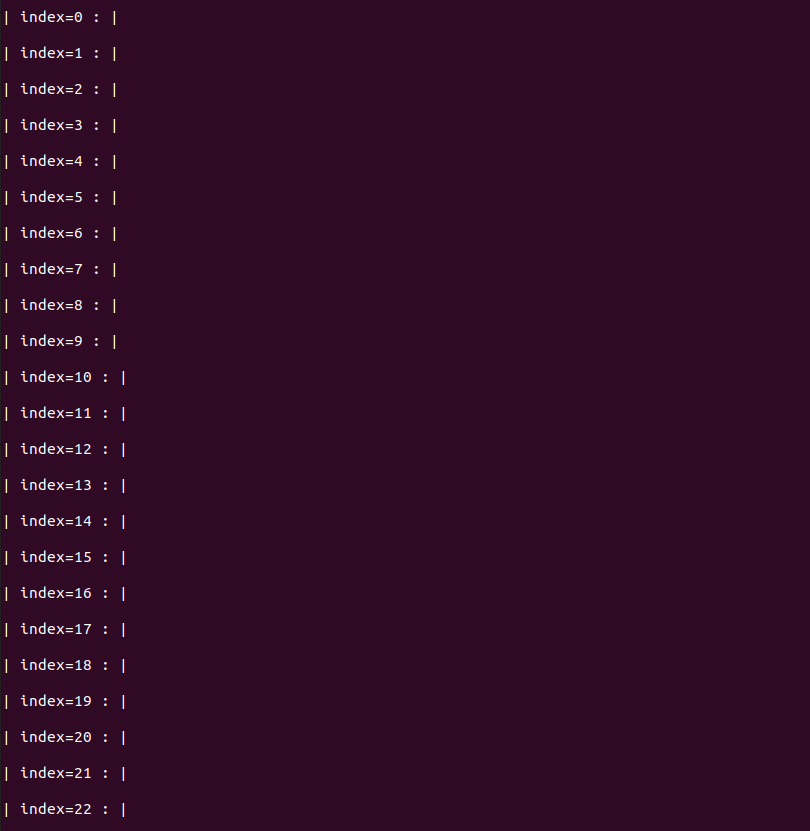 | index=0 : |
| index=1 : |
| index=2 : |
| index=3 : |
| index=4 : |
| index=5 : |
| index=6 : |
| index=7 : |
| index=8 : |
| index=9 : |
| index=10 : |
| index=11 : |
| index=12 : |
| index=13 : |
| index=14 : |
| index=15 : |
| index=16 : |
| index=17 : |
| index=18 : |
| index=19 : |
| index=20 : |
| index=21 : |
| index=22 : |